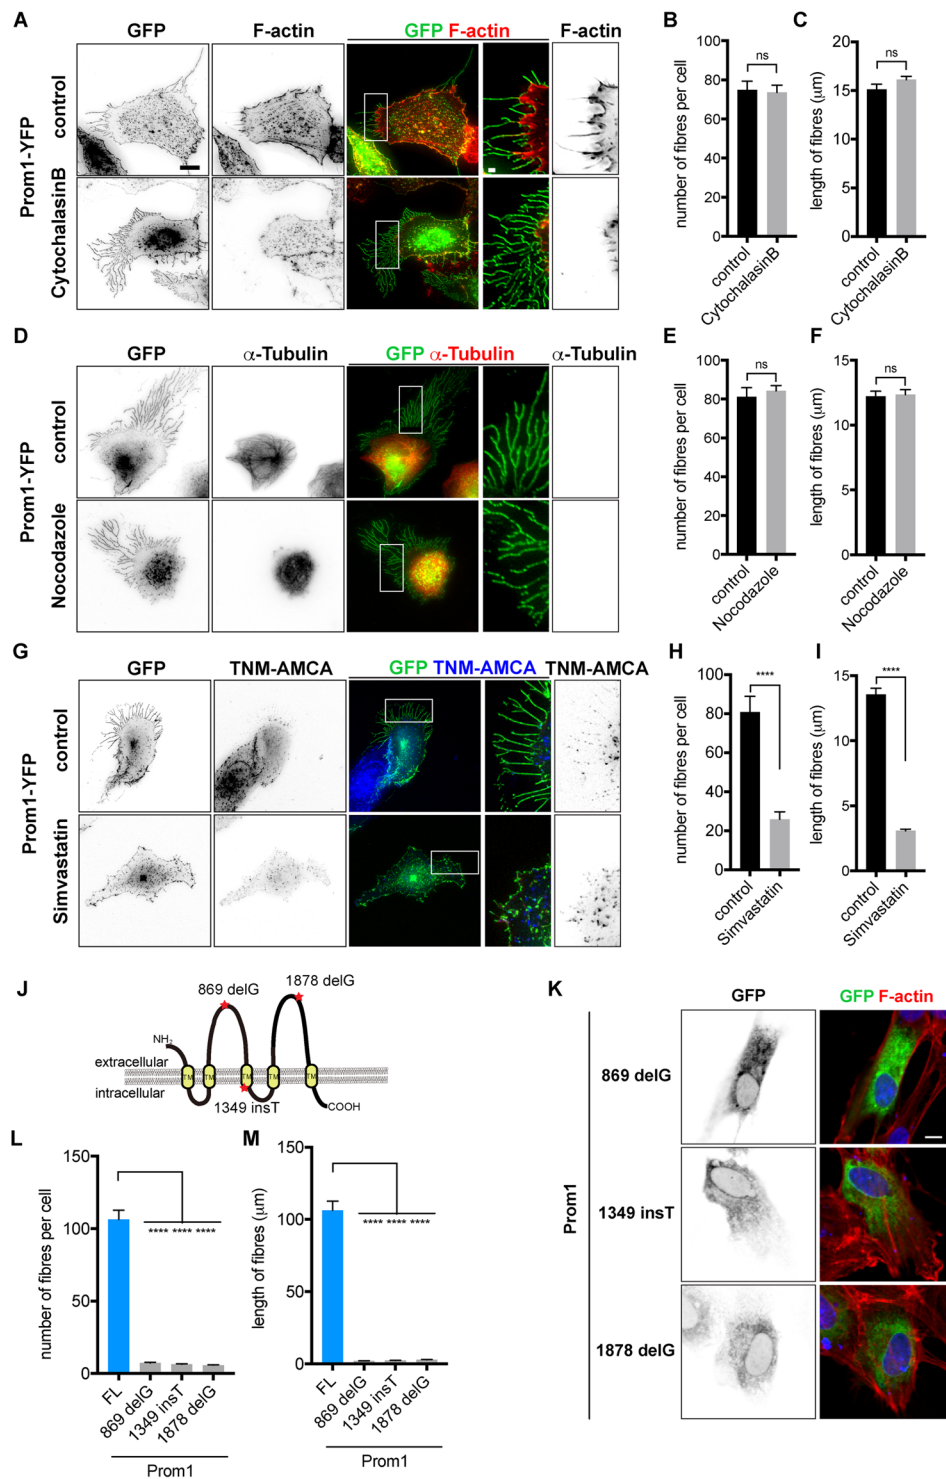 A
GFP
F-actin
GFP F-actin
F-actin
Prom1-YFP
control
CytochalasinB
B
number of fibres per cell
100
80
60
40
20
0
ns
control
CytochalasinB
C
length of fibres (μm)
20
15
10
5
0
ns
control
CytochalasinB
D
GFP
α-Tubulin
GFP α-Tubulin
α-Tubulin
Prom1-YFP
control
Nocodazole
E
number of fibres per cell
100
80
60
40
20
0
ns
control
Nocodazole
F
length of fibres (μm)
15
10
5
0
ns
control
Nocodazole
G
GFP
TNM-AMCA
GFP TNM-AMCA
TNM-AMCA
Prom1-YFP
control
Simvastatin
H
number of fibres per cell
100
80
60
40
20
0
****
control
Simvastatin
I
length of fibres (μm)
15
10
5
0
****
control
Simvastatin
J
869 delG
1878 delG
NH2
extracellular
intracellular
TM
TM
TM
TM
TM
1349 insT
COOH
K
GFP
GFP F-actin
Prom1
869 delG
1349 insT
1878 delG
L
number of fibres per cell
150
100
50
0
**** **** ****
FL
869 delG
1349 insT
1878 delG
Prom1
M
length of fibres (μm)
150
100
50
0
**** **** ****
FL
869 delG
1349 insT
1878 delG
Prom1